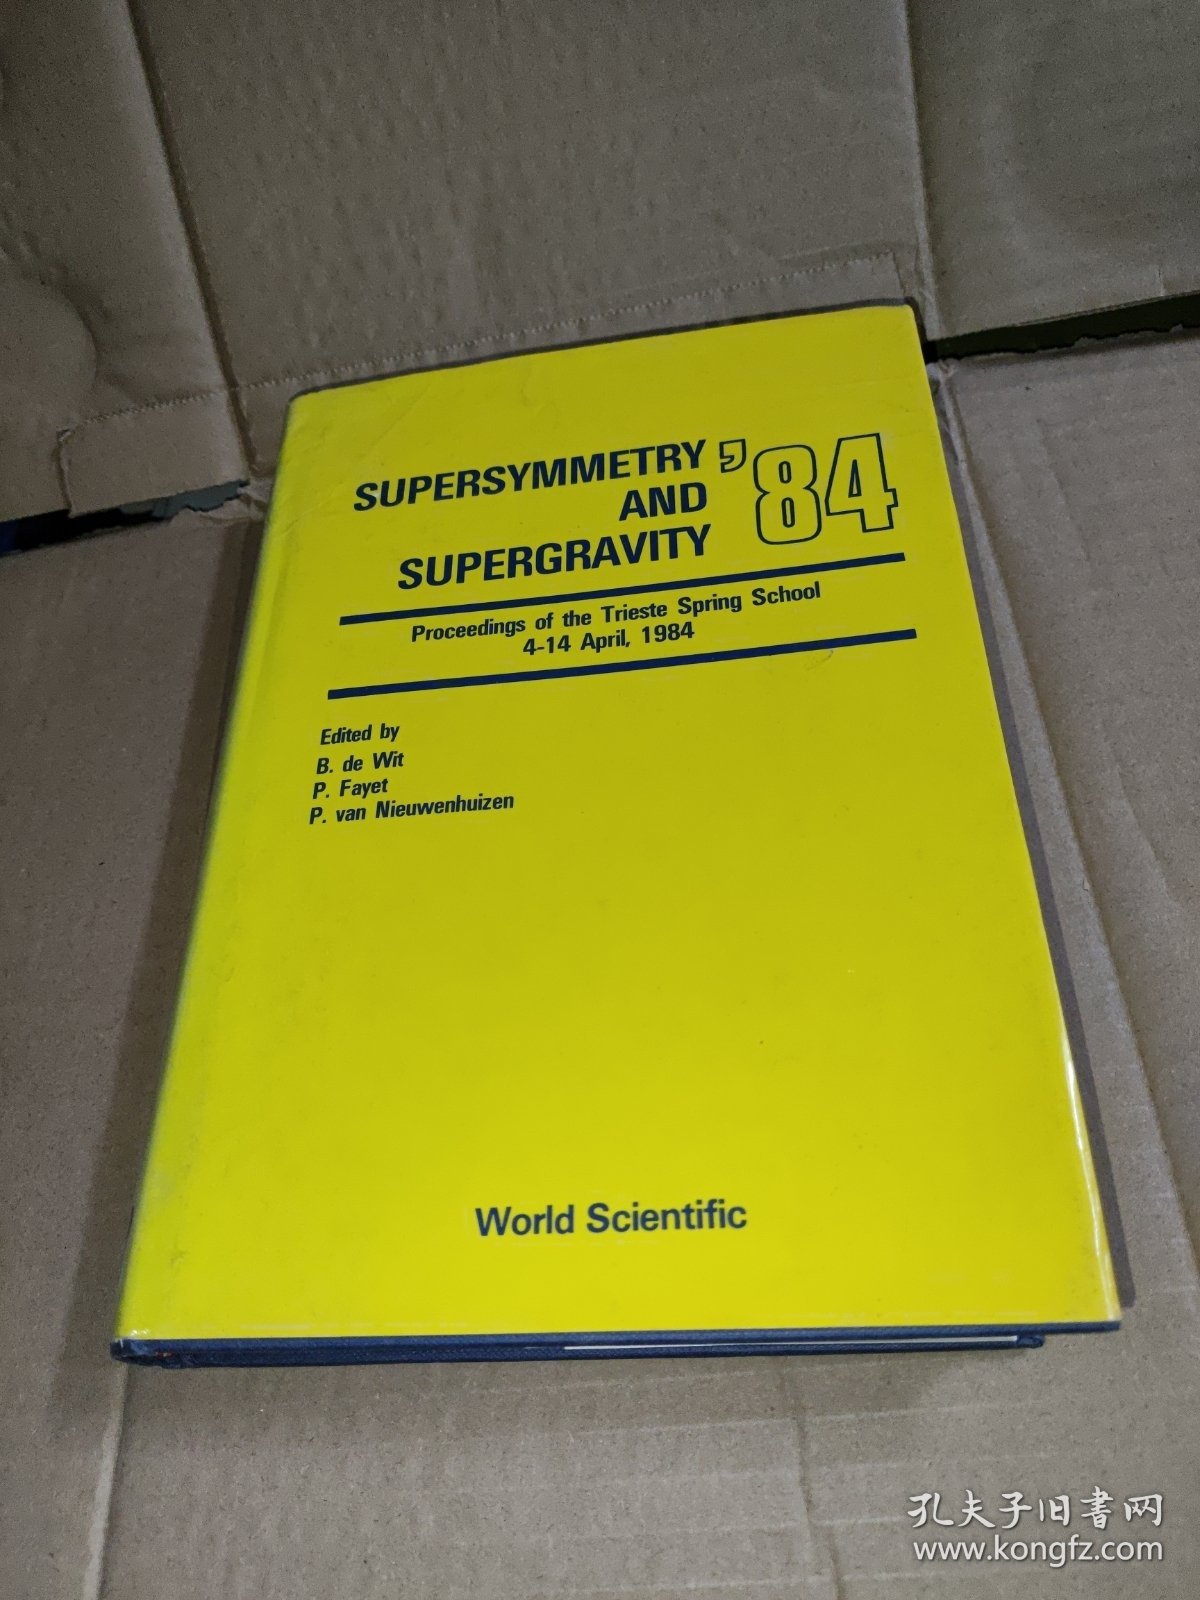 SUPERSYMMETRY
AND
SUPERGRAVITY
’84
Proceedings of the Trieste Spring School
4-14 April, 1984
Edited by
B. de Wit
P. Fayet
P. van Nieuwenhuizen
World Scientific
孔夫子旧书网
www.kongfz.com